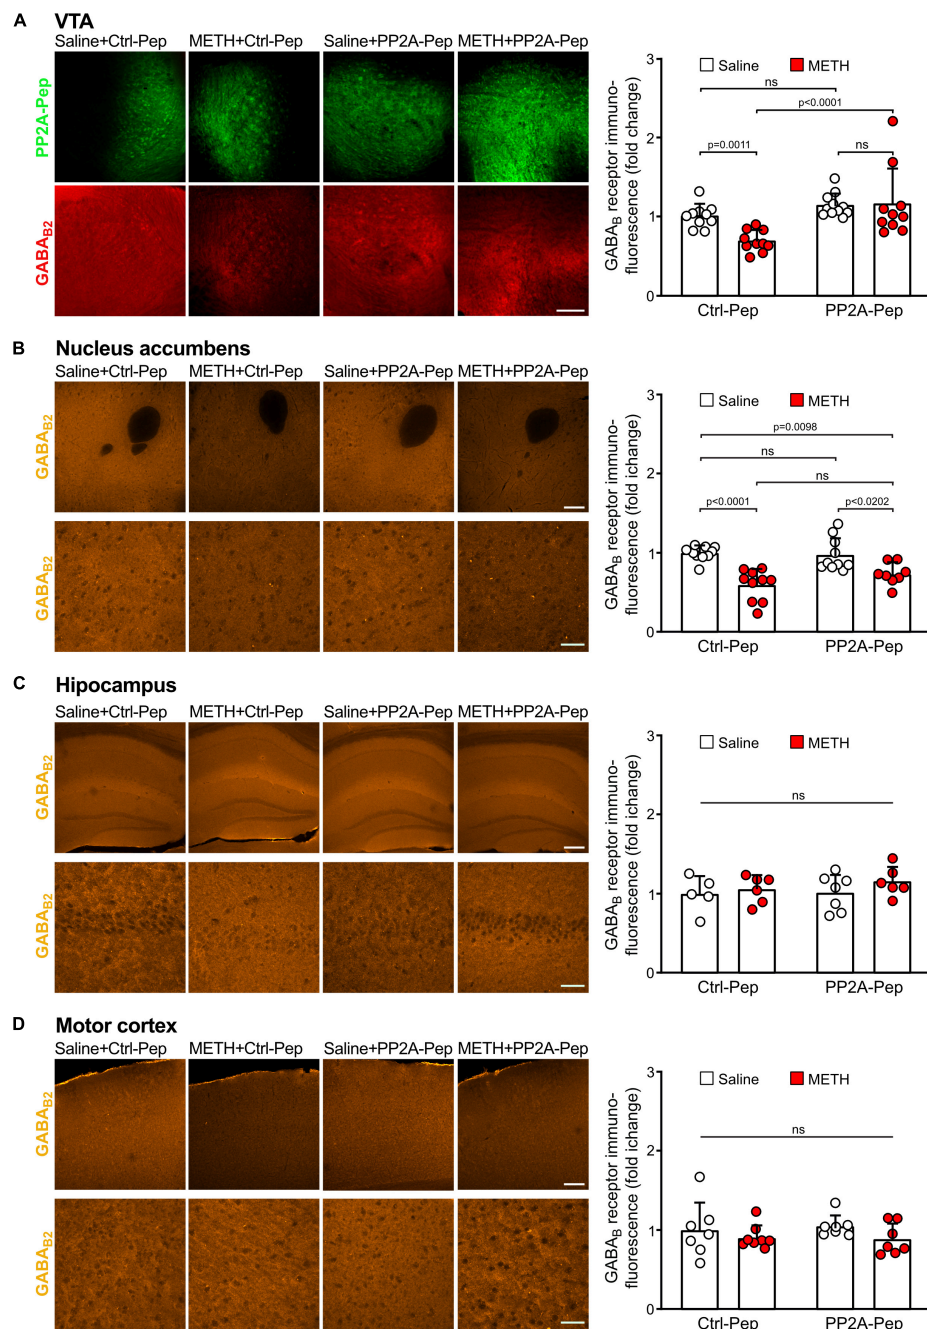 A VTA
Saline+Ctrl-Pep METH+Ctrl-Pep Saline+PP2A-Pep METH+PP2A-Pep
PP2A-Pep
GABAB2
GABAB receptor immuno-
fluorescence (fold change)
3
2
1
0
Saline METH
ns
p<0.0001
p=0.0011
ns
Ctrl-Pep PP2A-Pep
B Nucleus accumbens
Saline+Ctrl-Pep METH+Ctrl-Pep Saline+PP2A-Pep METH+PP2A-Pep
GABAB2
GABAB2
GABAB receptor immuno-
fluorescence (fold ichange)
3
2
1
0
Saline METH
p=0.0098
ns
ns
p<0.0001
p<0.0202
Ctrl-Pep PP2A-Pep
C Hipocampus
Saline+Ctrl-Pep METH+Ctrl-Pep Saline+PP2A-Pep METH+PP2A-Pep
GABAB2
GABAB2
GABAB receptor immuno-
fluorescence (fold ichange)
3
2
1
0
Saline METH
ns
Ctrl-Pep PP2A-Pep
D Motor cortex
Saline+Ctrl-Pep METH+Ctrl-Pep Saline+PP2A-Pep METH+PP2A-Pep
GABAB2
GABAB2
GABAB receptor immuno-
fluorescence (fold ichange)
3
2
1
0
Saline METH
ns
Ctrl-Pep PP2A-Pep